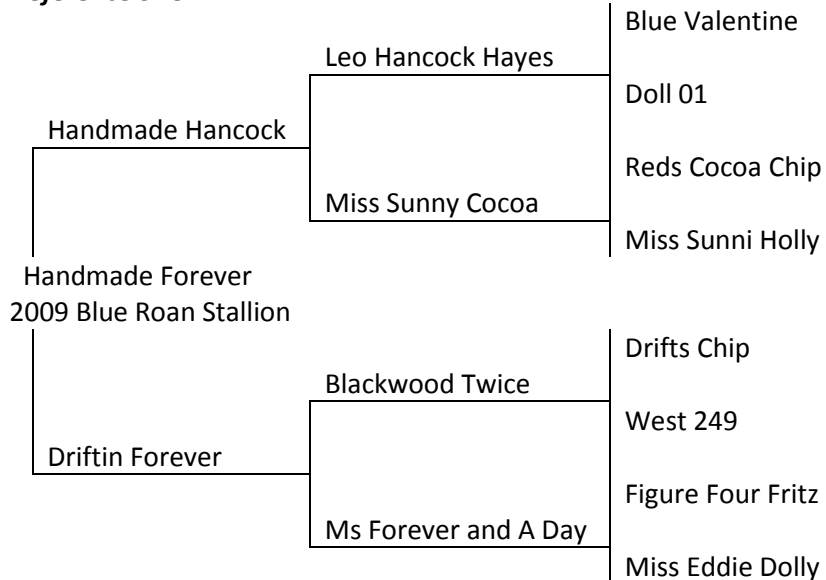 Blue Valentine
Leo Hancock Hayes
Doll 01
Handmade Hancock
Reds Cocoa Chip
Miss Sunny Cocoa
Miss Sunni Holly
Handmade Forever
2009 Blue Roan Stallion
Drifts Chip
Blackwood Twice
West 249
Driftin Forever
Figure Four Fritz
Ms Forever and A Day
Miss Eddie Dolly